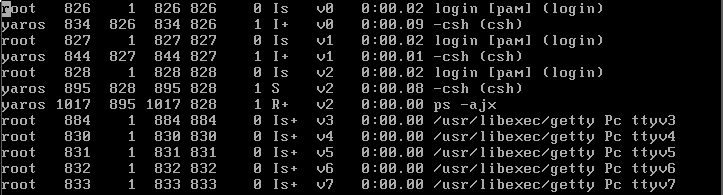 root 826 1 826 826 0 Is v0 0:00.02 login [рам] (login)
yaros 834 826 834 826 1 I+ v0 0:00.09 -csh (csh)
root 827 1 827 827 0 Is v1 0:00.02 login [рам] (login)
yaros 844 827 844 827 1 I+ v1 0:00.01 -csh (csh)
root 828 1 828 828 0 Is v2 0:00.02 login [рам] (login)
yaros 895 828 895 828 1 S v2 0:00.08 -csh (csh)
yaros 1017 895 1017 828 1 R+ v2 0:00.00 ps -ajx
root 884 1 884 884 0 Is+ v3 0:00.00 /usr/libexec/getty Pc ttyv3
root 830 1 830 830 0 Is+ v4 0:00.00 /usr/libexec/getty Pc ttyv4
root 831 1 831 831 0 Is+ v5 0:00.00 /usr/libexec/getty Pc ttyv5
root 832 1 832 832 0 Is+ v6 0:00.00 /usr/libexec/getty Pc ttyv6
root 833 1 833 833 0 Is+ v7 0:00.00 /usr/libexec/getty Pc ttyv7